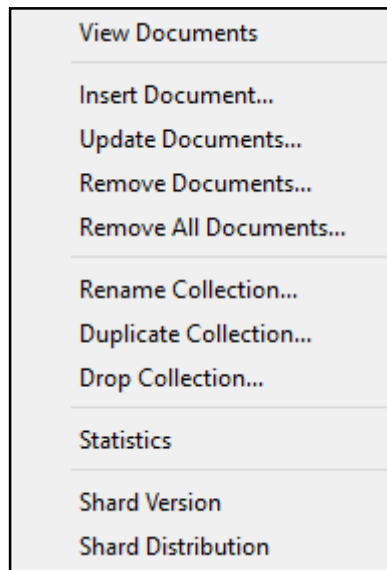 View Documents
Insert Document...
Update Documents...
Remove Documents...
Remove All Documents...
Rename Collection...
Duplicate Collection...
Drop Collection...
Statistics
Shard Version
Shard Distribution